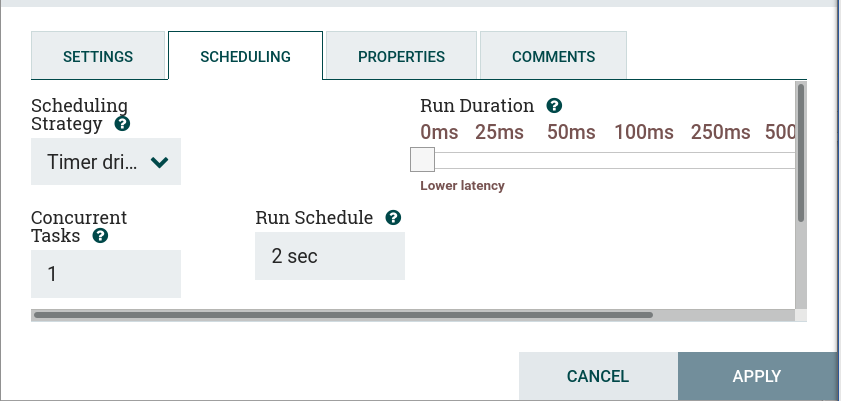 SETTINGS
SCHEDULING
PROPERTIES
COMMENTS
Scheduling
Strategy
Timer dri...
Run Duration
0ms 25ms 50ms 100ms 250ms 500
Lower latency
Concurrent
Tasks
1
Run Schedule
2 sec
CANCEL
APPLY